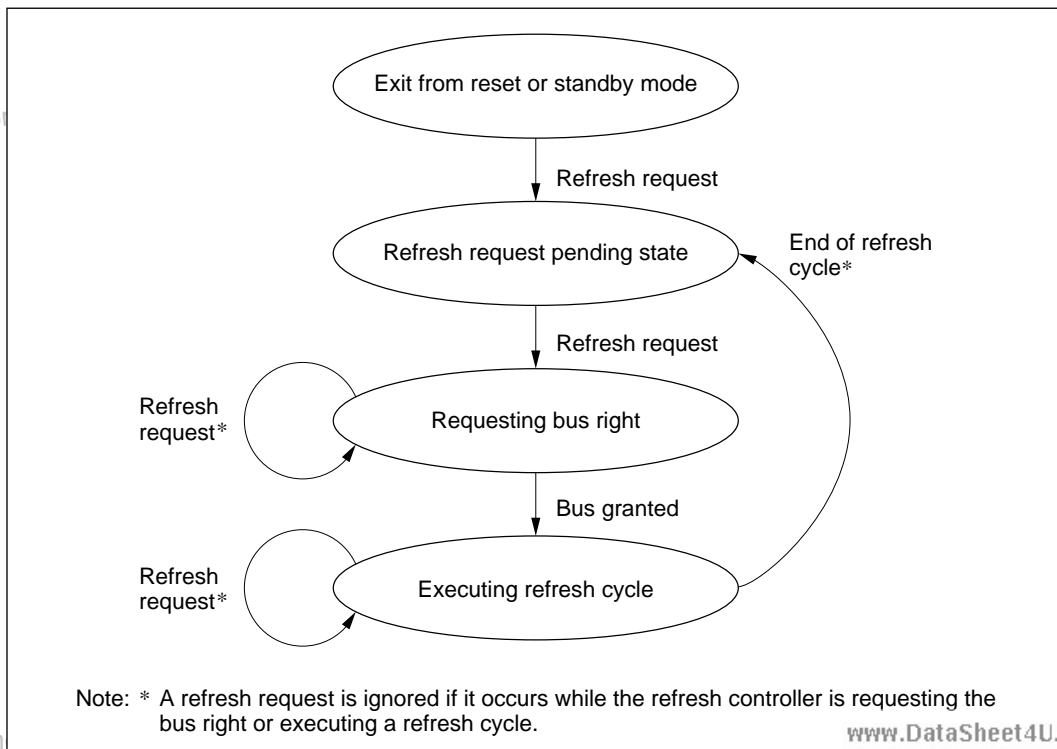 Exit from reset or standby mode
Refresh request
Refresh request pending state
End of refresh
cycle*
Refresh request
Refresh
request*
Requesting bus right
Bus granted
Refresh
request*
Executing refresh cycle
Note: * A refresh request is ignored if it occurs while the refresh controller is requesting the
bus right or executing a refresh cycle.
www.DataSheet4U.